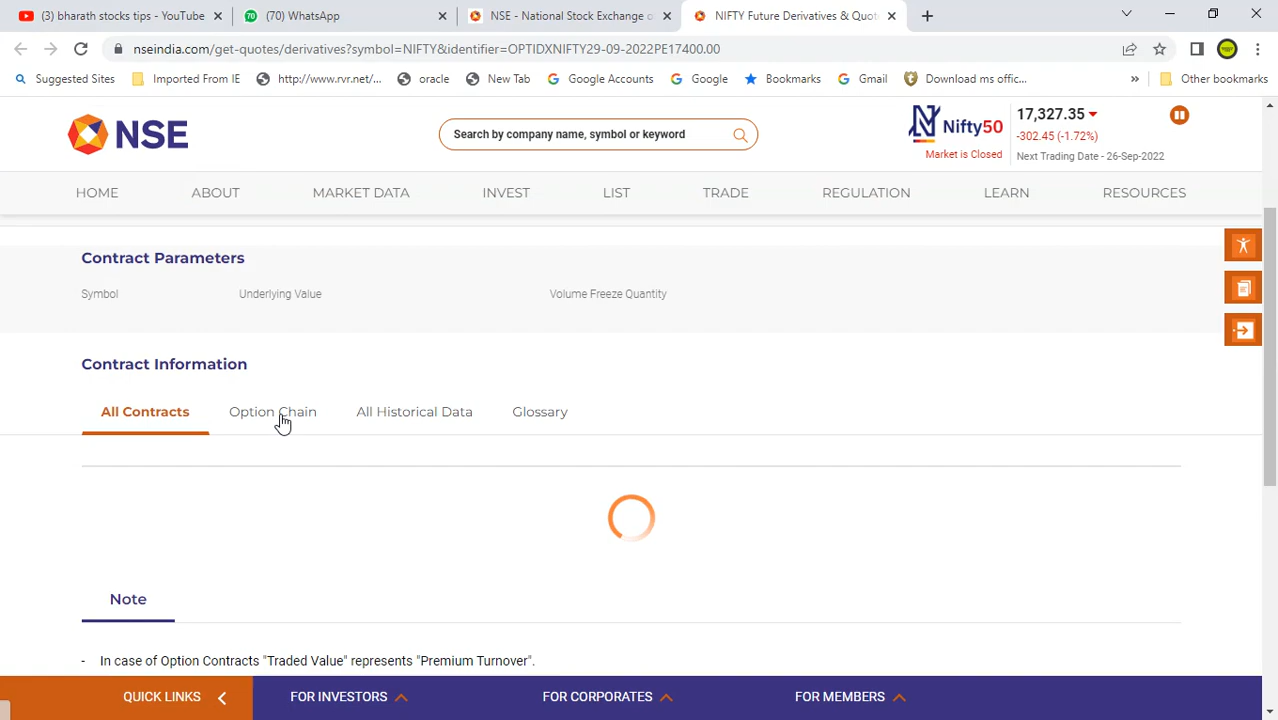 (3) bharath stocks tips - YouTube
(70) WhatsApp
NSE - National Stock Exchange o
NIFTY Future Derivatives & Quot
nseindia.com/get-quotes/derivatives?symbol=NIFTY&identifier=OPTIDXNIFTY29-09-2022PE17400.00
Suggested Sites
Imported From IE
http://www.rvr.net/...
oracle
New Tab
Google Accounts
Google
Bookmarks
Gmail
Download ms offic...
»
Other bookmarks
NSE
Search by company name, symbol or keyword
Nifty50
Market is Closed
17,327.35
-302.45 (-1.72%)
Next Trading Date - 26-Sep-2022
HOME
ABOUT
MARKET DATA
INVEST
LIST
TRADE
REGULATION
LEARN
RESOURCES
Contract Parameters
Symbol
Underlying Value
Volume Freeze Quantity
Contract Information
All Contracts
Option Chain
All Historical Data
Glossary
Note
- In case of Option Contracts "Traded Value" represents "Premium Turnover".
QUICK LINKS
FOR INVESTORS
FOR CORPORATES
FOR MEMBERS